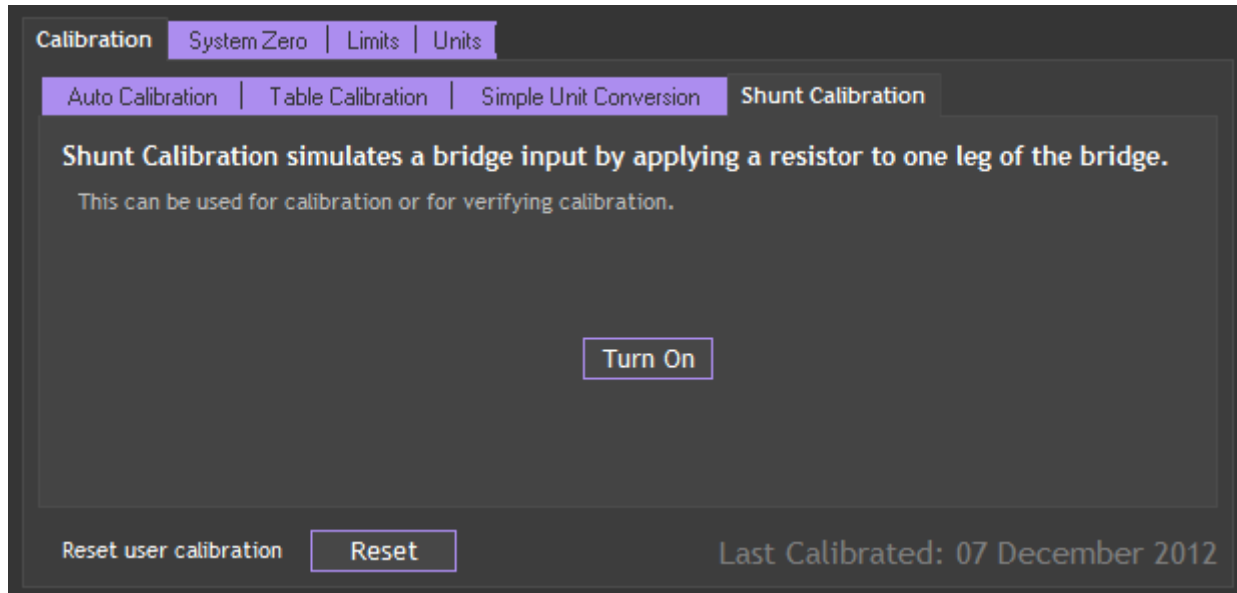 Calibration System Zero | Limits | Units
Auto Calibration | Table Calibration | Simple Unit Conversion Shunt Calibration
Shunt Calibration simulates a bridge input by applying a resistor to one leg of the bridge.
This can be used for calibration or for verifying calibration.
Turn On
Reset user calibration Reset Last Calibrated: 07 December 2012